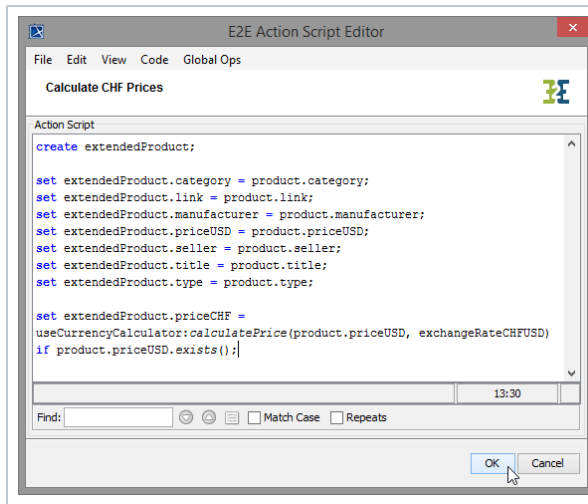 E2E Action Script Editor
File Edit View Code Global Ops
Calculate CHF Prices
Action Script
create extendedProduct;
set extendedProduct.category = product.category;
set extendedProduct.link = product.link;
set extendedProduct.manufacturer = product.manufacturer;
set extendedProduct.priceUSD = product.priceUSD;
set extendedProduct.seller = product.seller;
set extendedProduct.title = product.title;
set extendedProduct.type = product.type;
set extendedProduct.priceCHF =
useCurrencyCalculator:calculatePrice(product.priceUSD, exchangeRateCHFUSD)
if product.priceUSD.exists();
13:30
Find: Match Case Repeats
OK Cancel